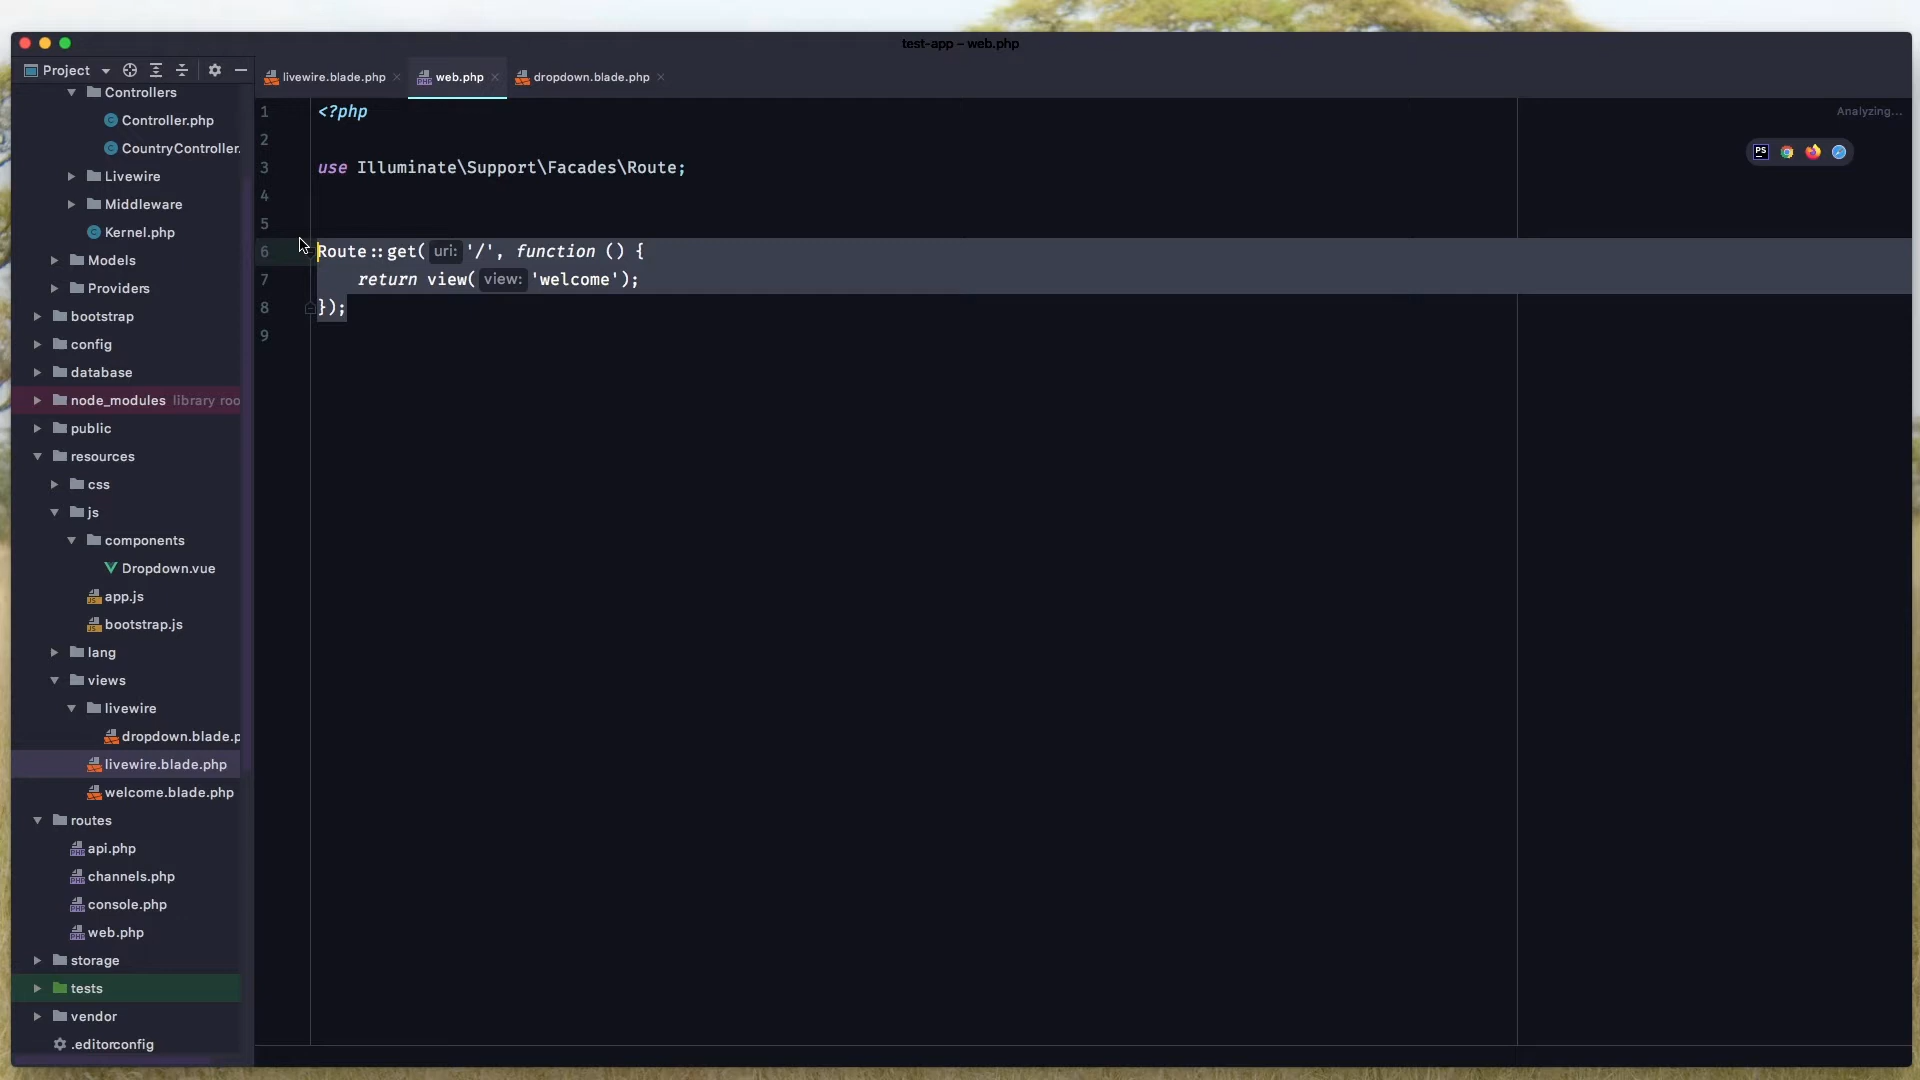 test-app – web.php
Project
livewire.blade.php
web.php
dropdown.blade.php
Controllers
Controller.php
CountryController.
Livewire
Middleware
Kernel.php
Models
Providers
bootstrap
config
database
node_modules library roo
public
resources
css
js
components
Dropdown.vue
app.js
bootstrap.js
lang
views
livewire
dropdown.blade.p
livewire.blade.php
welcome.blade.php
routes
api.php
channels.php
console.php
web.php
storage
tests
vendor
.editorconfig
1 <?php
2
3 use Illuminate\Support\Facades\Route;
4
5
6 Route::get( uri: '/', function () {
7 return view( view: 'welcome');
8 });
9
Analyzing...
PS